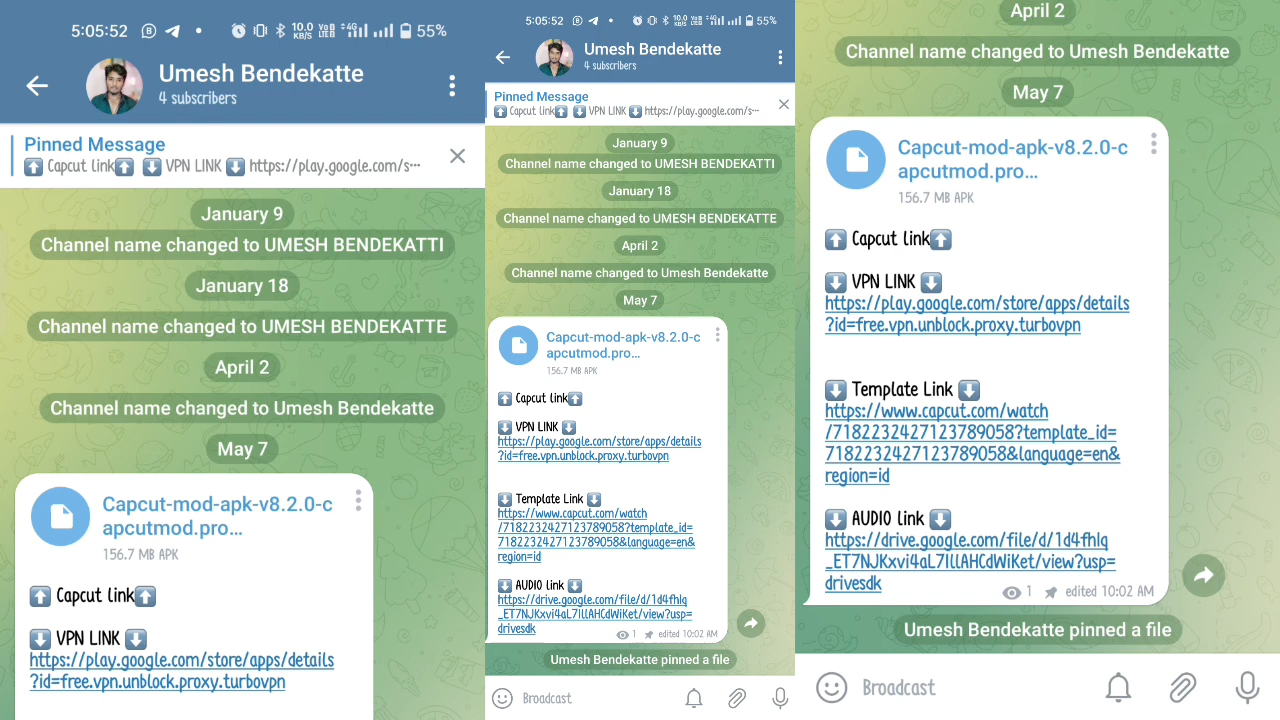 5:05:52
10.0 KB/S
Vo) LTE2
4G
55%
Umesh Bendekatte
4 subscribers
Pinned Message
⬆️ Capcut link⬆️ ⬇️ VPN LINK ⬇️ https://play.google.com/s…
January 9
Channel name changed to UMESH BENDEKATTI
January 18
Channel name changed to UMESH BENDEKATTE
April 2
Channel name changed to Umesh Bendekatte
May 7
Capcut-mod-apk-v8.2.0-c
apcutmod.pro…
156.7 MB APK
⬆️ Capcut link⬆️
⬇️ VPN LINK ⬇️
https://play.google.com/store/apps/details
?id=free.vpn.unblock.proxy.turbovpn
5:05:52
55%
Umesh Bendekatte
4 subscribers
Pinned Message
⬆️ Capcut link⬆️ ⬇️ VPN LINK ⬇️ https://play.google.com/s…
January 9
Channel name changed to UMESH BENDEKATTI
January 18
Channel name changed to UMESH BENDEKATTE
April 2
Channel name changed to Umesh Bendekatte
May 7
Capcut-mod-apk-v8.2.0-c
apcutmod.pro…
156.7 MB APK
⬆️ Capcut link⬆️
⬇️ VPN LINK ⬇️
https://play.google.com/store/apps/details
?id=free.vpn.unblock.proxy.turbovpn
⬇️ Template Link ⬇️
https://www.capcut.com/watch
/7182232427123789058?template_id=
7182232427123789058&language=en&
region=id
⬇️ AUDIO link ⬇️
https://drive.google.com/file/d/1d4fhlq
_ET7NJKxvi4aL7IllAHCdWiKet/view?usp=
drivesdk
1 edited 10:02 AM
Umesh Bendekatte pinned a file
Broadcast
April 2
Channel name changed to Umesh Bendekatte
May 7
Capcut-mod-apk-v8.2.0-c
apcutmod.pro…
156.7 MB APK
⬆️ Capcut link⬆️
⬇️ VPN LINK ⬇️
https://play.google.com/store/apps/details
?id=free.vpn.unblock.proxy.turbovpn
⬇️ Template Link ⬇️
https://www.capcut.com/watch
/7182232427123789058?template_id=
7182232427123789058&language=en&
region=id
⬇️ AUDIO link ⬇️
https://drive.google.com/file/d/1d4fhlq
_ET7NJKxvi4aL7IllAHCdWiKet/view?usp=
drivesdk
1 edited 10:02 AM
Umesh Bendekatte pinned a file
Broadcast